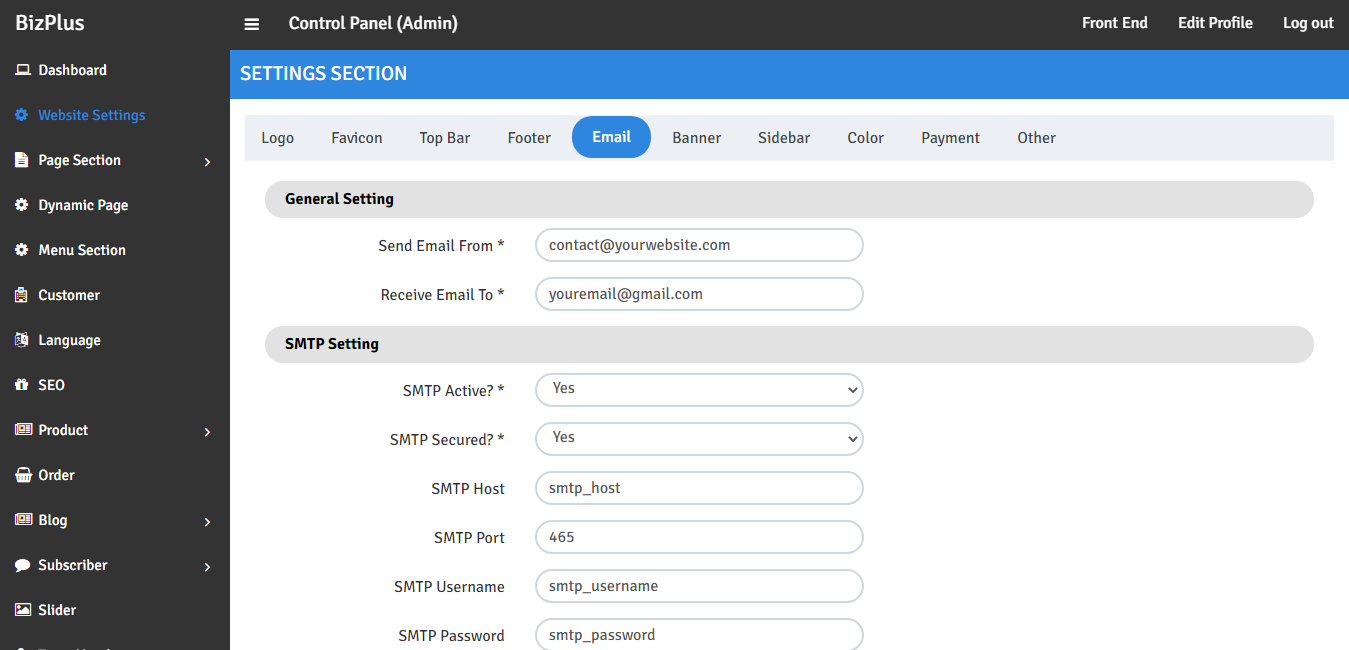 BizPlus
Control Panel (Admin)
Front End
Edit Profile
Log out
Dashboard
Website Settings
Page Section
Dynamic Page
Menu Section
Customer
Language
SEO
Product
Order
Blog
Subscriber
Slider
SETTINGS SECTION
Logo
Favicon
Top Bar
Footer
Email
Banner
Sidebar
Color
Payment
Other
General Setting
Send Email From * contact@yourwebsite.com
Receive Email To * youremail@gmail.com
SMTP Setting
SMTP Active? * Yes
SMTP Secured? * Yes
SMTP Host smtp_host
SMTP Port 465
SMTP Username smtp_username
SMTP Password smtp_password